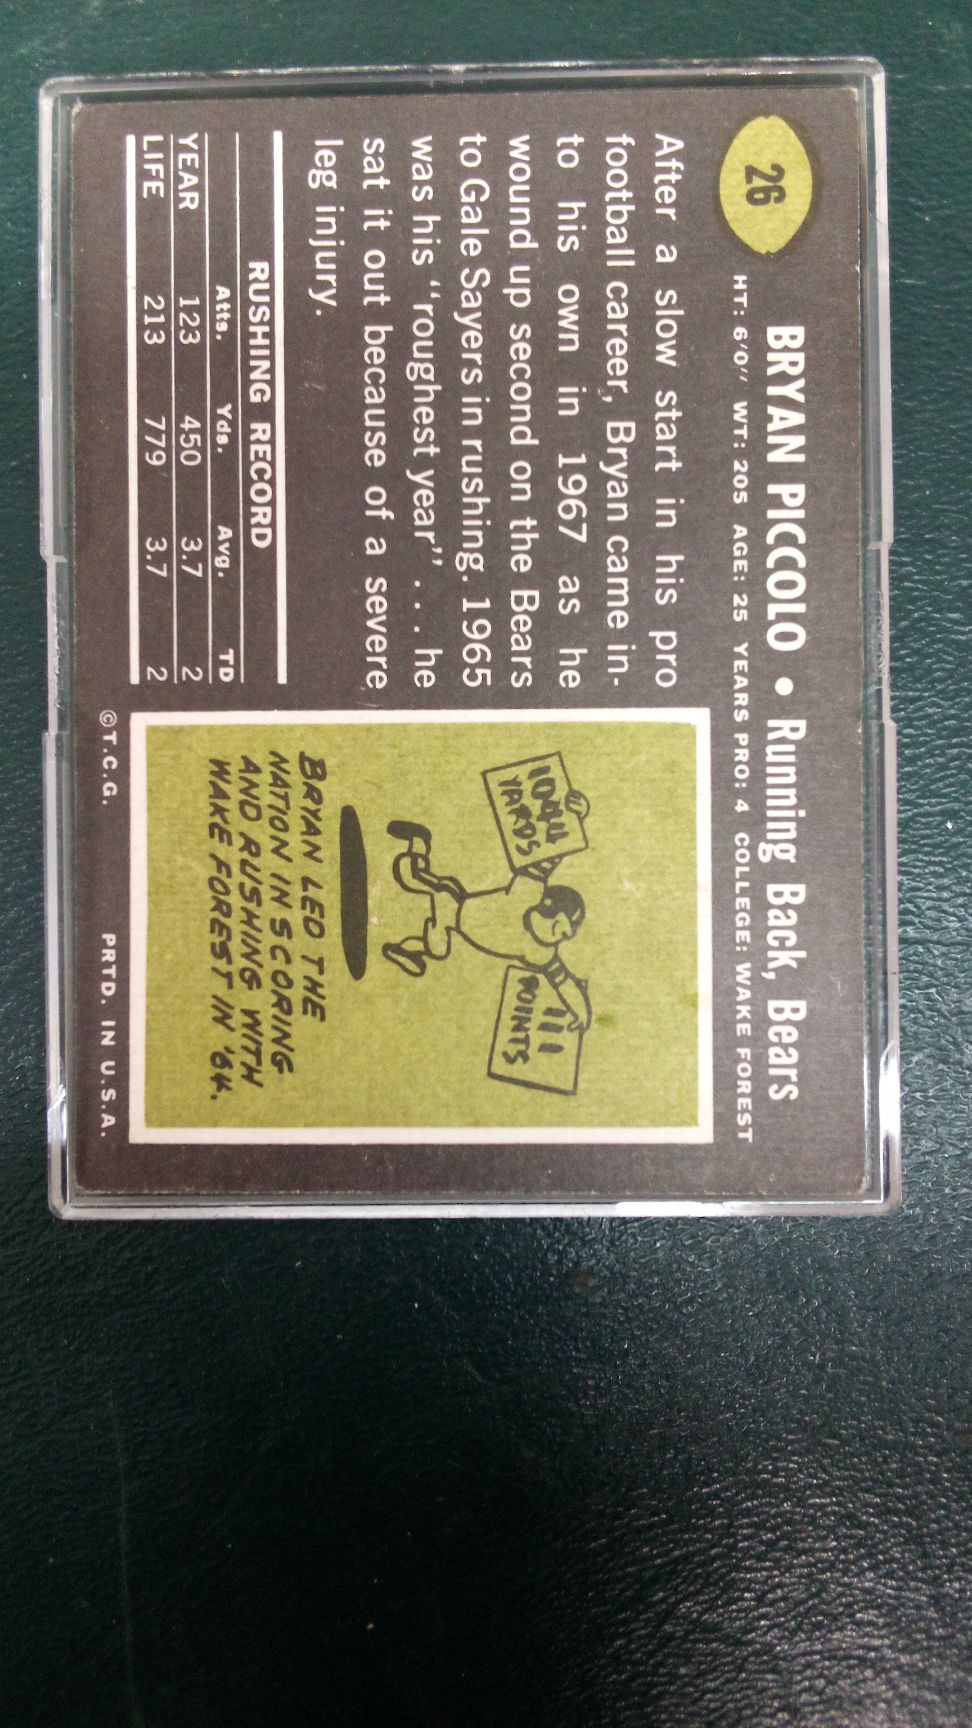 26
BRYAN PICCOLO • Running Back, Bears
HT: 6'0" WT: 205 AGE: 25 YEARS PRO: 4 COLLEGE: WAKE FOREST
After a slow start in his pro
football career, Bryan came in-
to his own in 1967 as he
wound up second on the Bears
to Gale Sayers in rushing. 1965
was his "roughest year" . . . he
sat it out because of a severe
leg injury.
RUSHING RECORD
Atts. Yds. Avg. TD
YEAR 123 450 3.7 2
LIFE 213 779 3.7 2
1044
YARDS
111
POINTS
BRYAN LED THE
NATION IN SCORING
AND RUSHING WITH
WAKE FOREST IN '64.
©T.C.G. PRTD. IN U.S.A.